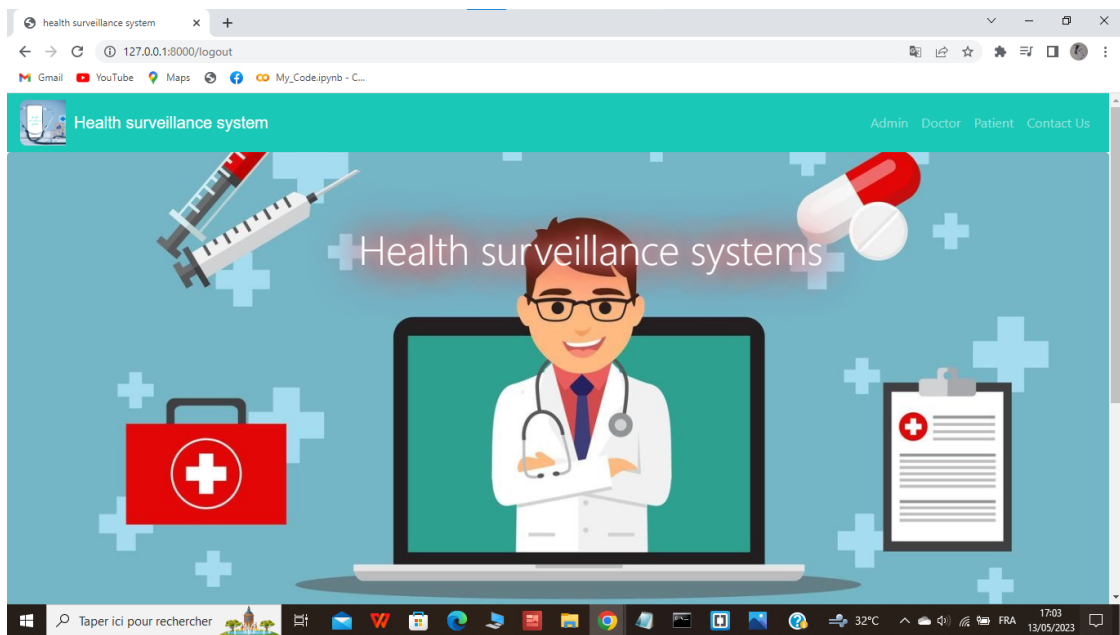 health surveillance system
127.0.0.1:8000/logout
Gmail YouTube Maps My_Code.ipynb - C...
Health surveillance system Admin Doctor Patient Contact Us
Health surveillance systems
Taper ici pour rechercher 32°C FRA 17:03
13/05/2023